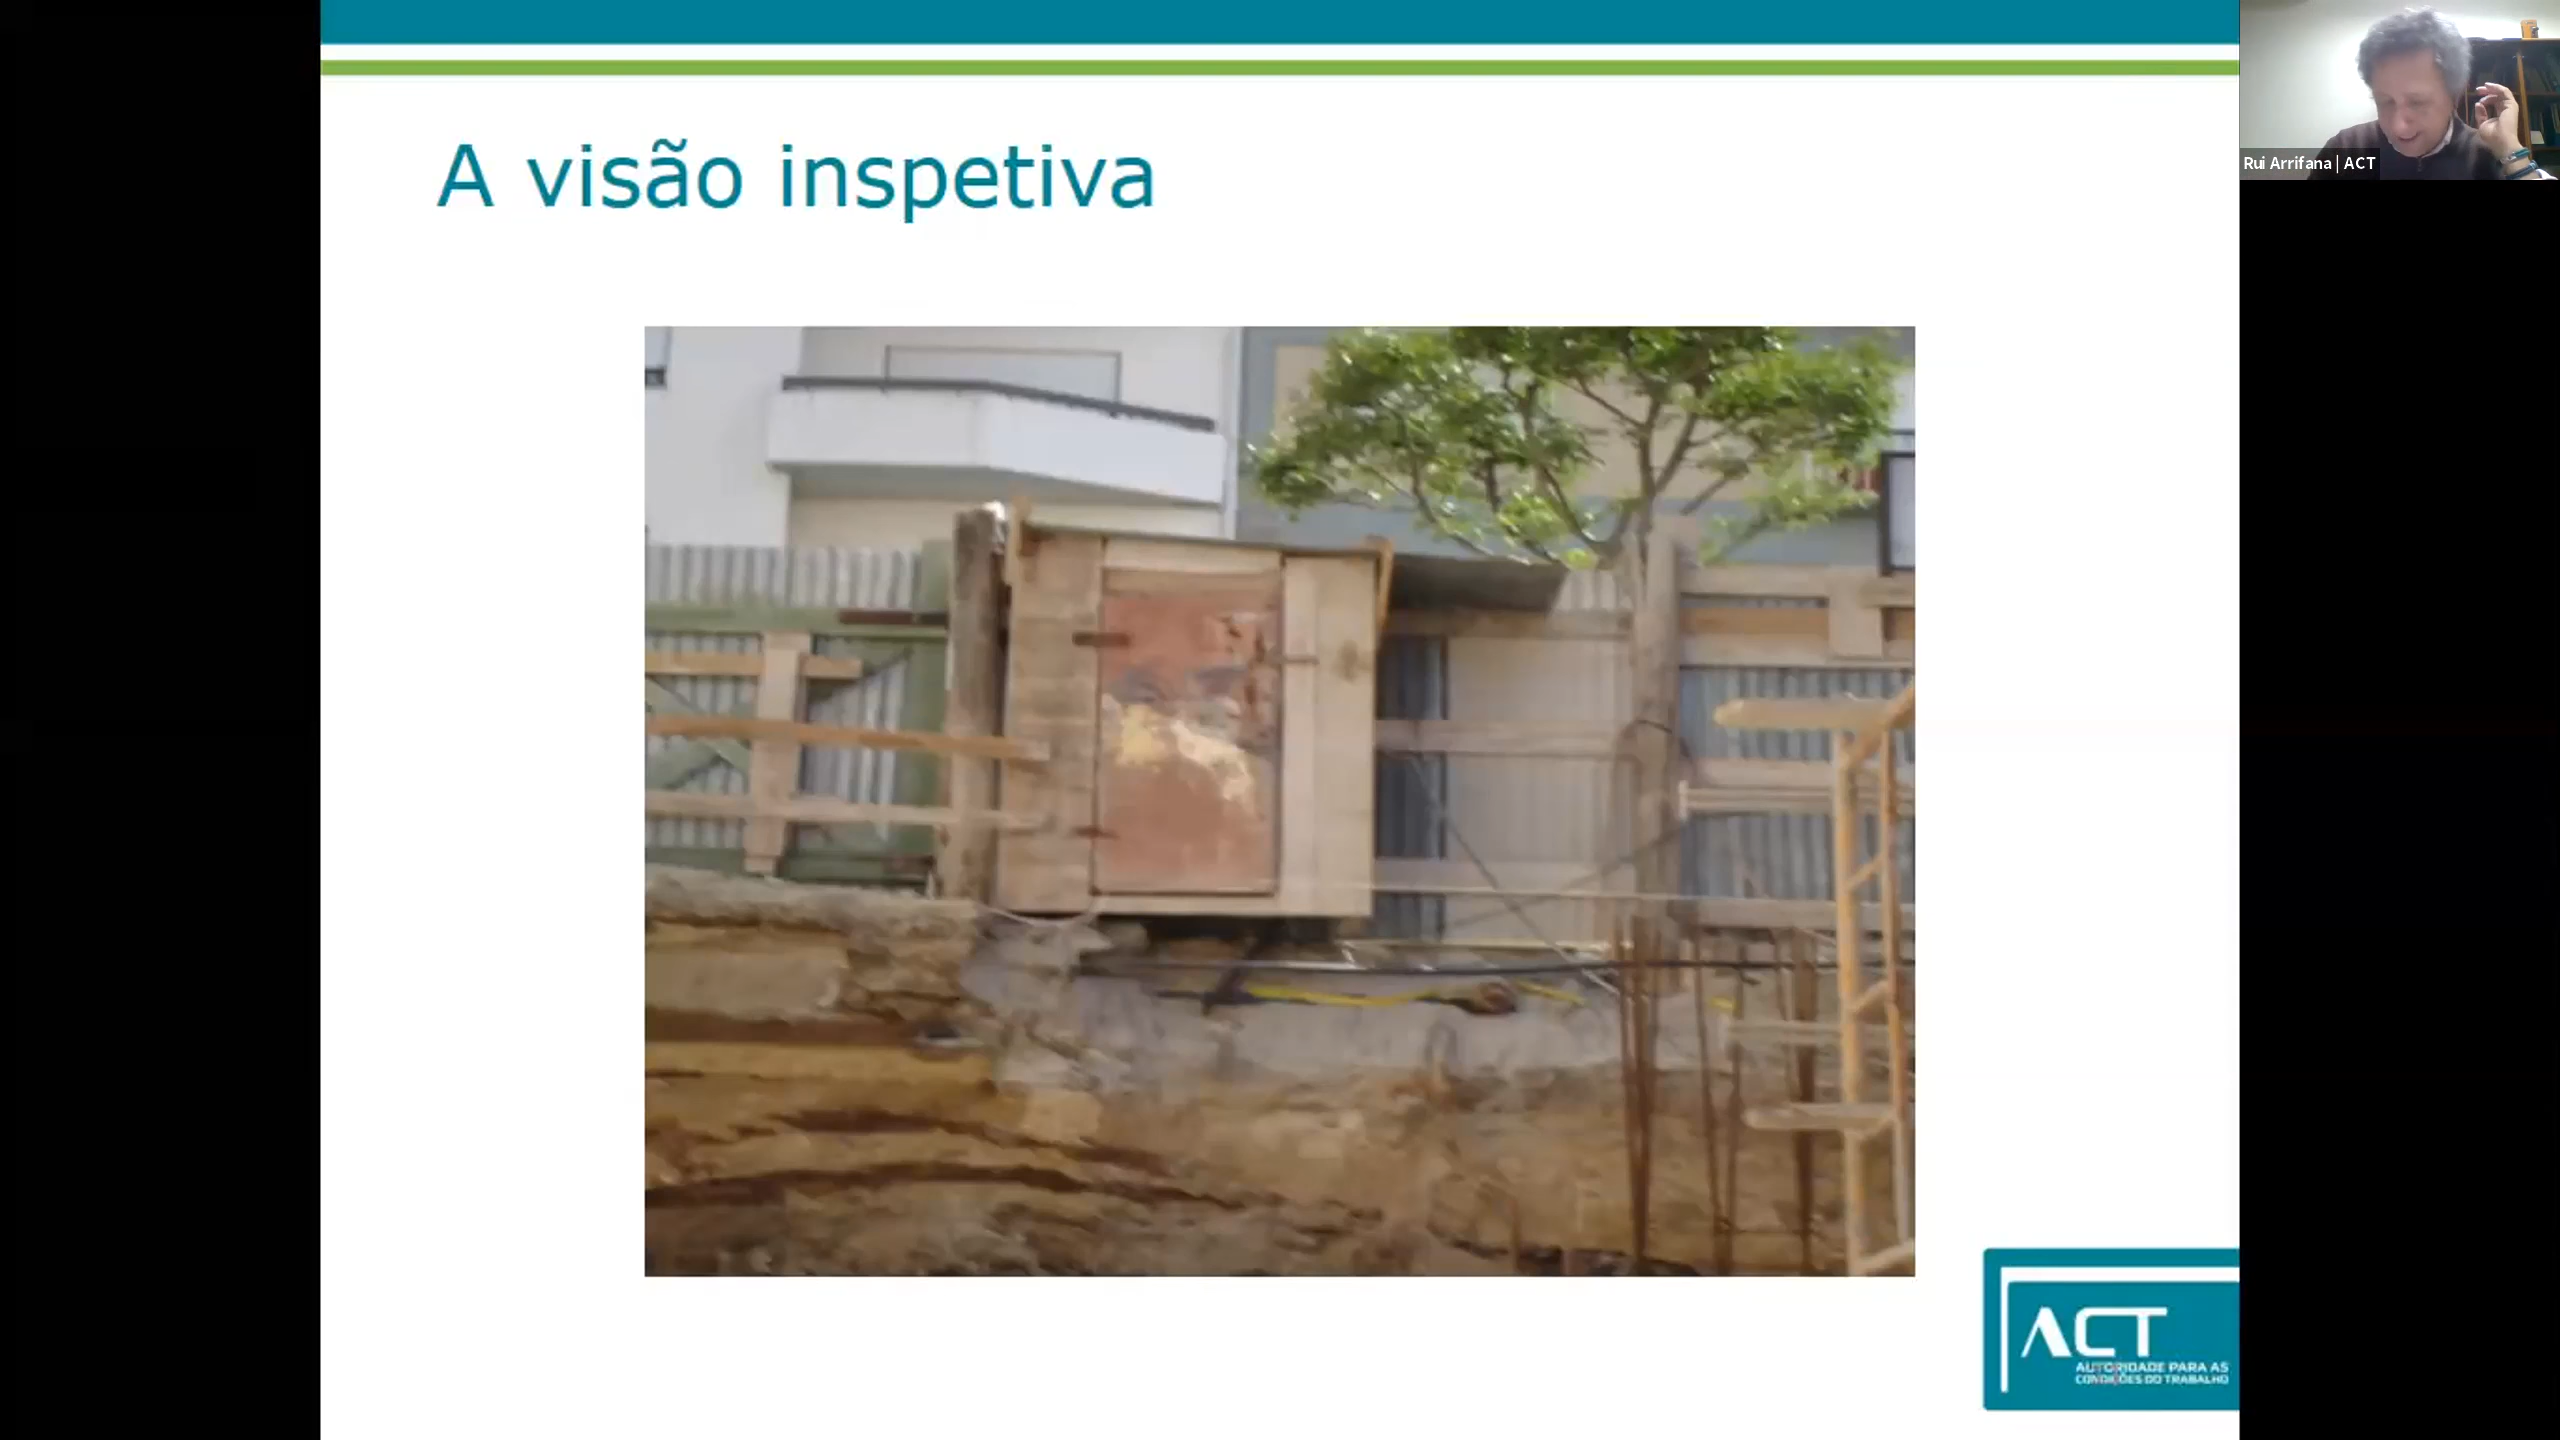 A visão inspetiva
Rui Arrifana | ACT
ACT
AUTORIDADE PARA AS
CONDIÇÕES DO TRABALHO